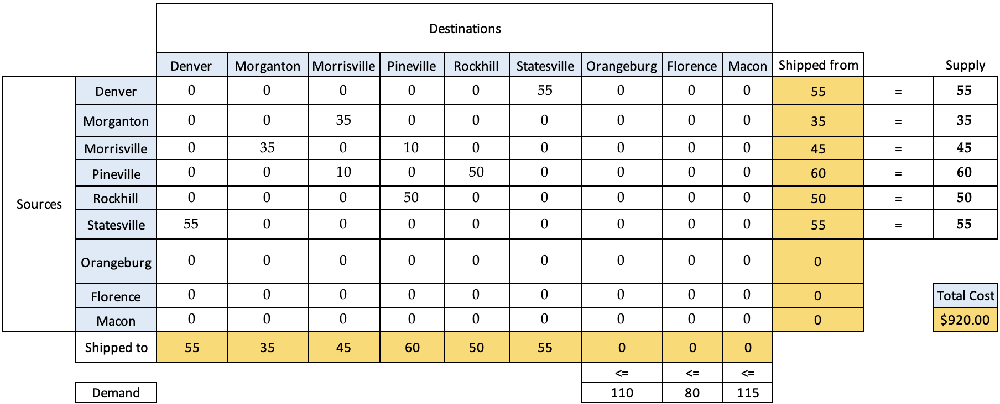 Destinations
Denver Morganton Morrisville Pineville Rockhill Statesville Orangeburg Florence Macon Shipped from Supply
Denver 0 0 0 0 0 55 0 0 0 55 = 55
Morganton 0 0 35 0 0 0 0 0 0 35 = 35
Morrisville 0 35 0 10 0 0 0 0 0 45 = 45
Pineville 0 0 10 0 50 0 0 0 0 60 = 60
Sources Rockhill 0 0 0 50 0 0 0 0 0 50 = 50
Statesville 55 0 0 0 0 0 0 0 0 55 = 55
Orangeburg 0 0 0 0 0 0 0 0 0 0
Florence 0 0 0 0 0 0 0 0 0 0 Total Cost
Macon 0 0 0 0 0 0 0 0 0 0 $920.00
Shipped to 55 35 45 60 50 55 0 0 0
<= <= <=
Demand 110 80 115